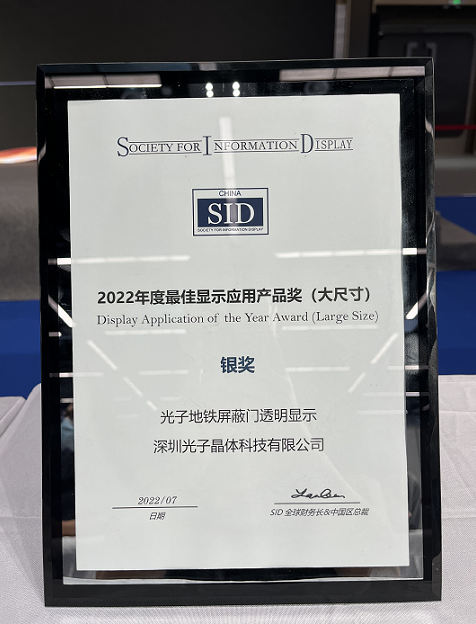 SOCIETY FOR INFORMATION DISPLAY
CHINA
SID
SOCIETY FOR INFORMATION DISPLAY
2022年度最佳显示应用产品奖（大尺寸）
Display Application of the Year Award (Large Size)
银奖
光子地铁屏蔽门透明显示
深圳光子晶体科技有限公司
2022/07
日期
SID 全球财务长&中国区总裁